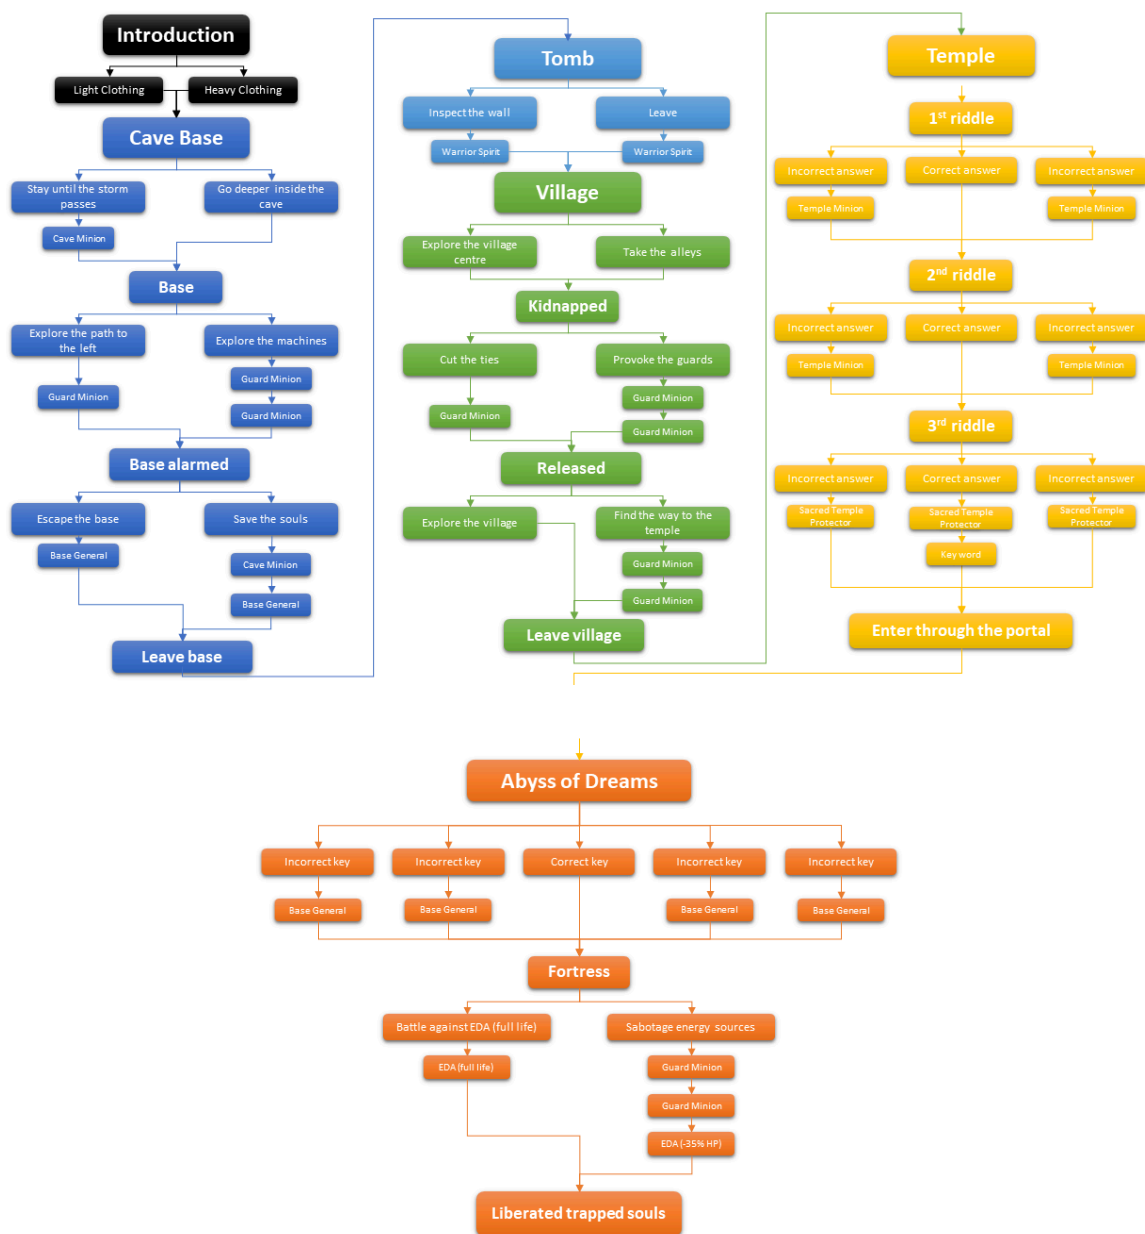 Introduction
Light Clothing
Heavy Clothing
Cave Base
Stay until the storm
passes
Go deeper inside the
cave
Cave Minion
Base
Explore the path to
the left
Explore the machines
Guard Minion
Guard Minion
Guard Minion
Base alarmed
Escape the base
Save the souls
Base General
Cave Minion
Base General
Leave base
Tomb
Inspect the wall
Leave
Warrior Spirit
Warrior Spirit
Village
Explore the village
centre
Take the alleys
Kidnapped
Cut the ties
Provoke the guards
Guard Minion
Guard Minion
Guard Minion
Released
Explore the village
Find the way to the
temple
Guard Minion
Guard Minion
Leave village
Temple
1st riddle
Incorrect answer
Correct answer
Incorrect answer
Temple Minion
Temple Minion
2nd riddle
Incorrect answer
Correct answer
Incorrect answer
Temple Minion
Temple Minion
3rd riddle
Incorrect answer
Correct answer
Incorrect answer
Sacred Temple
Protector
Sacred Temple
Protector
Sacred Temple
Protector
Key word
Enter through the portal
Abyss of Dreams
Incorrect key
Incorrect key
Correct key
Incorrect key
Incorrect key
Base General
Base General
Base General
Base General
Fortress
Battle against EDA (full life)
Sabotage energy sources
EDA (full life)
Guard Minion
Guard Minion
EDA (-35% HP)
Liberated trapped souls